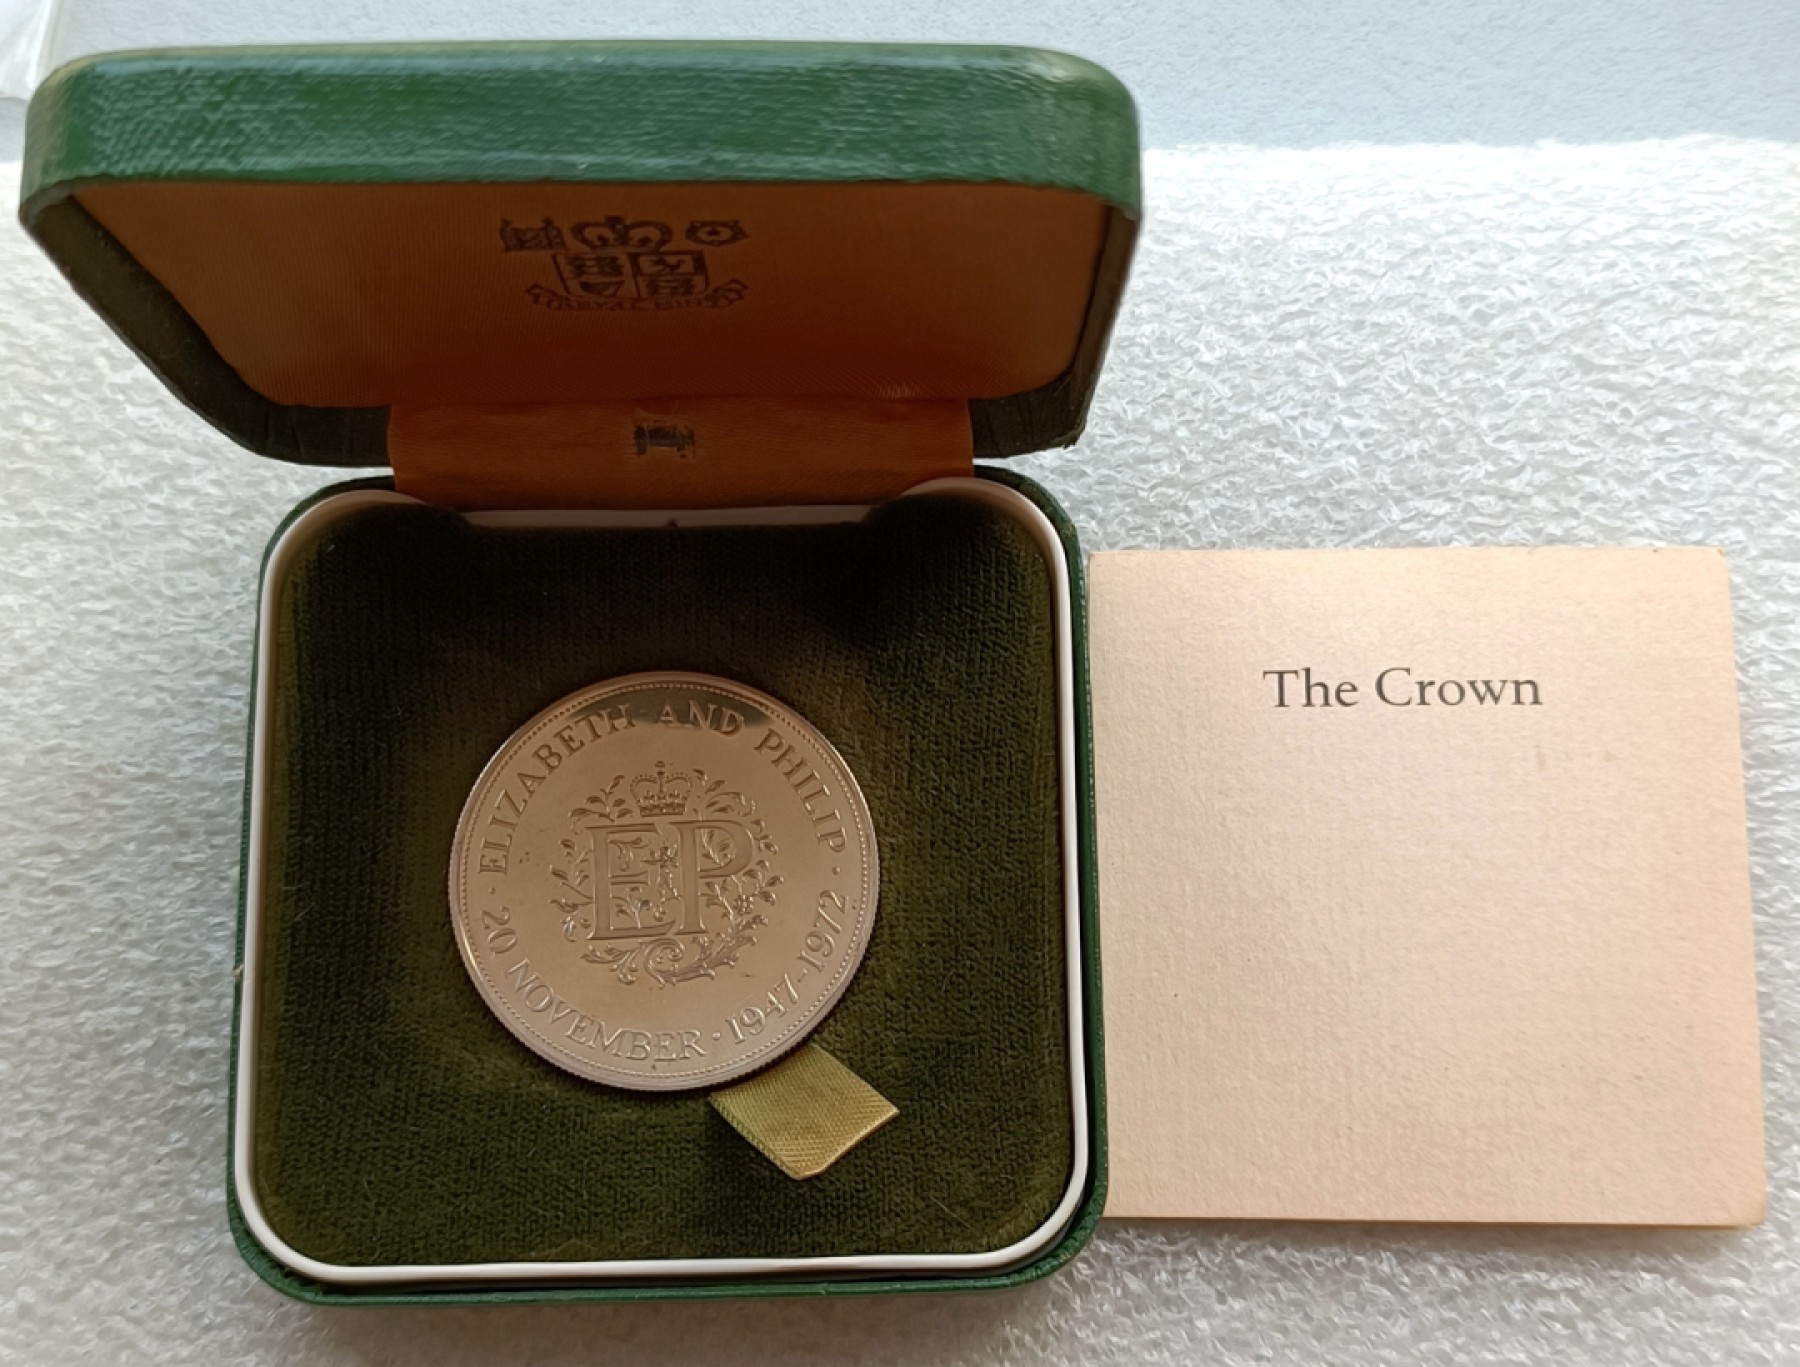 · ELIZABETH AND PHILIP ·
20 NOVEMBER · 1947-1972
EP
The Crown